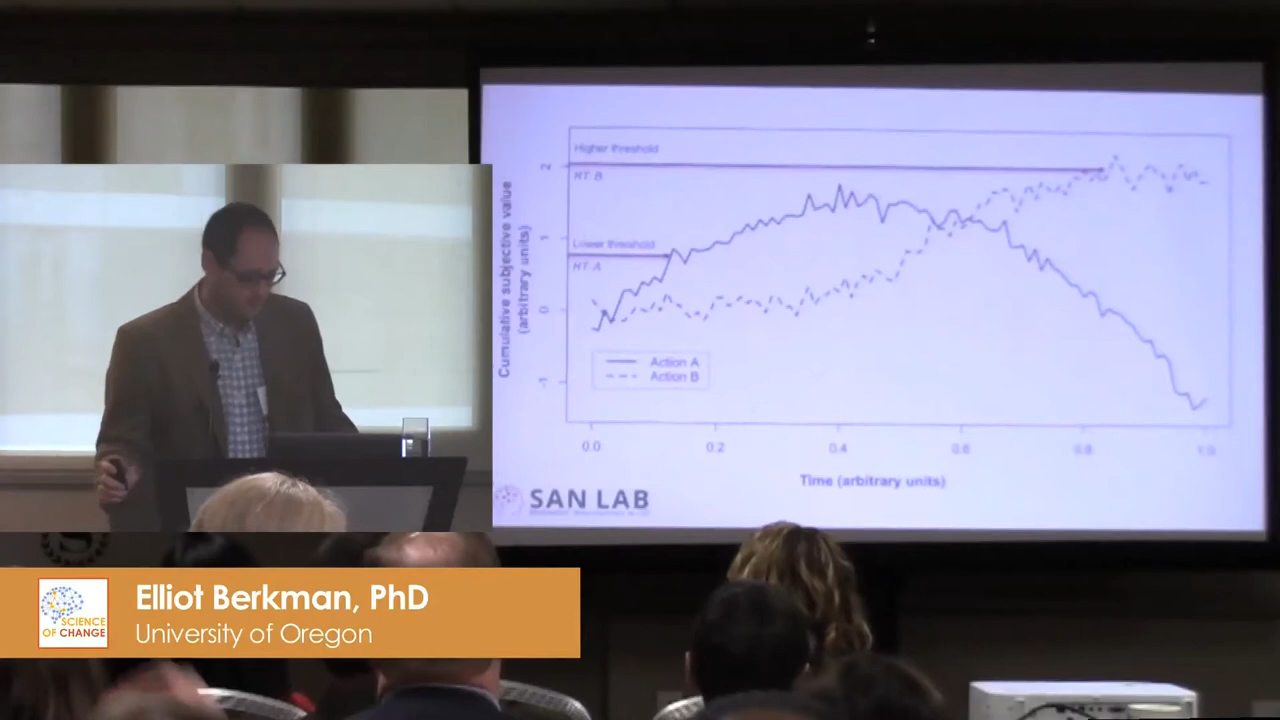 Higher threshold
RT B
Lower threshold
RT A
Cumulative subjective value
(arbitrary units)
2
1
0
-1
Action A
Action B
0.0
0.2
0.4
0.6
0.8
1.0
Time (arbitrary units)
SAN LAB
SCIENCE
OF CHANGE
Elliot Berkman, PhD
University of Oregon